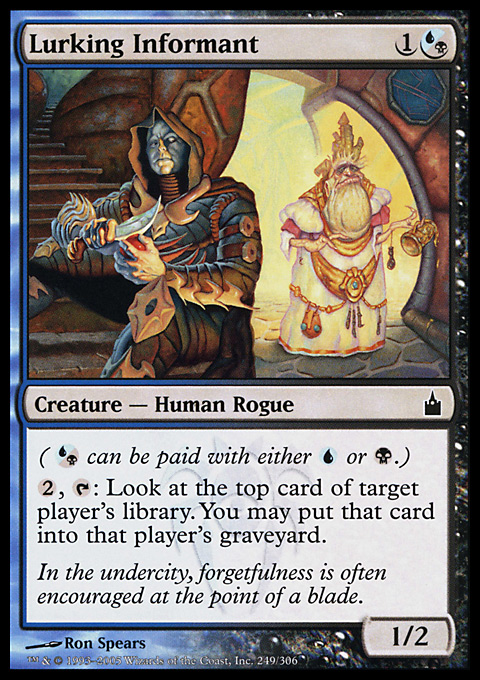 Lurking Informant 1
Creature — Human Rogue
( can be paid with either or .)
2, : Look at the top card of target
player's library. You may put that card
into that player's graveyard.
In the undercity, forgetfulness is often
encouraged at the point of a blade.
Ron Spears
1/2
™ & © 1993-2005 Wizards of the Coast, Inc. 249/306